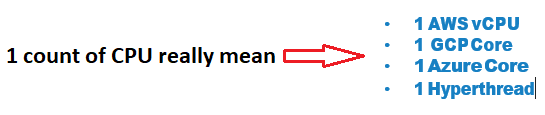 1 count of CPU really mean
• 1 AWS vCPU
• 1 GCP Core
• 1 Azure Core
• 1 Hyperthread